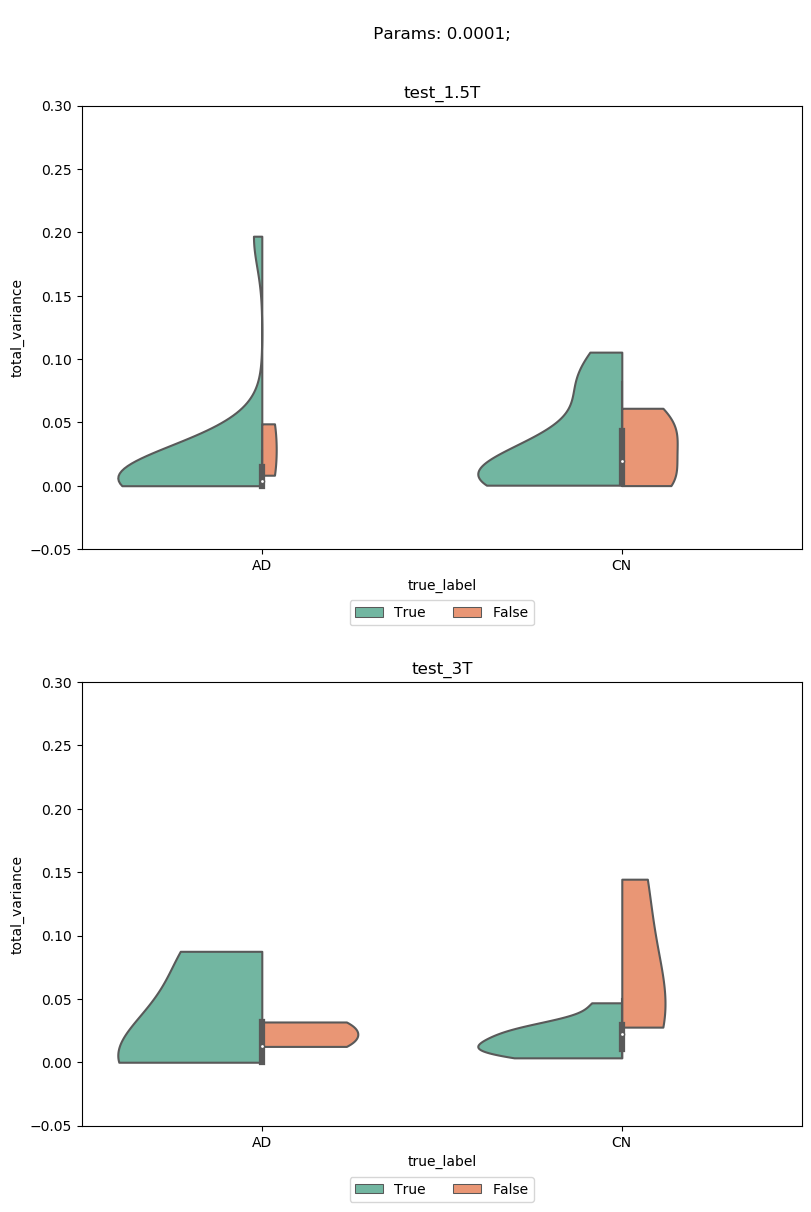 Params: 0.0001;
test_1.5T
0.30
0.25
0.20
0.15
0.10
0.05
0.00
−0.05
total_variance
AD CN
true_label
True False
test_3T
0.30
0.25
0.20
0.15
0.10
0.05
0.00
−0.05
total_variance
AD CN
true_label
True False